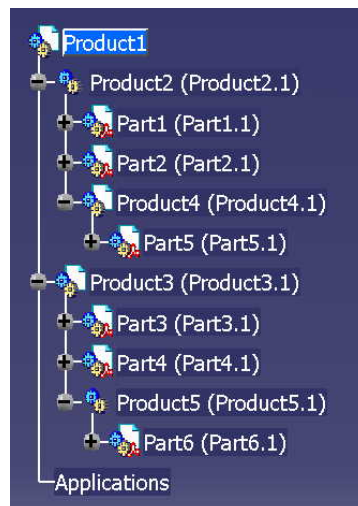 Product1
Product2 (Product2.1)
Part1 (Part1.1)
Part2 (Part2.1)
Product4 (Product4.1)
Part5 (Part5.1)
Product3 (Product3.1)
Part3 (Part3.1)
Part4 (Part4.1)
Product5 (Product5.1)
Part6 (Part6.1)
Applications